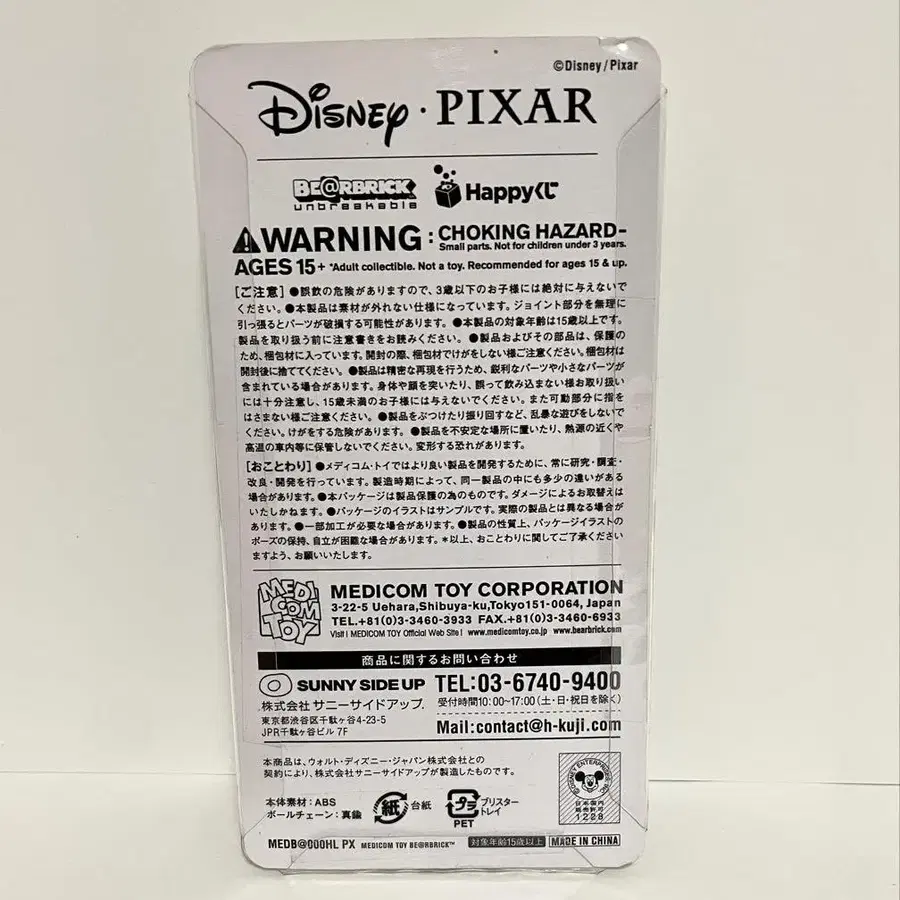 ©Disney/Pixar
Disney · PIXAR
BE@RBRICK
unbreakable
Happyくじ
WARNING : CHOKING HAZARD-
Small parts. Not for children under 3 years.
AGES 15+ *Adult collectible. Not a toy. Recommended for ages 15 & up.
[ご注意] ●誤飲の危険がありますので、3歳以下のお子様には絶対に与えないで
ください。●本製品は素材が外れない仕様になっています。ジョイント部分を無理に
引っ張るとパーツが破損する可能性があります。●本製品の対象年齢は15歳以上です。
製品を取り扱う前に注意書きをお読みください。●製品およびその部品は、保護の
ため、梱包材に入っています。開封の際、梱包材でけがをしない様ご注意ください。梱包材は
開封後に捨ててください。●製品は精密な再現を行うため、鋭利なパーツや小さなパーツが
含まれている場合があります。身体や顔を突いたり、誤って飲み込まない様お取り扱い
には十分注意し、15歳未満のお子様には与えないでください。また可動部分に指を
はさまない様ご注意ください。●製品をぶつけたり振り回すなど、乱暴な遊びをしないで
ください。けがをする危険があります。●製品を不安定な場所に置いたり、熱源の近くや
高温の車内等に保管しないでください。変形する恐れがあります。
[おことわり] ●メディコム・トイではより良い製品を開発するために、常に研究・調査・
改良・開発を行っています。製造時期によって、同一製品の中にも多少の違いがある
場合があります。●本パッケージは製品保護の為のものです。ダメージによるお取替えは
いたしかねます。●パッケージのイラストはサンプルです。実際の製品とは異なる場合が
あります。●一部加工が必要な場合があります。●製品の性質上、パッケージイラストの
ポーズの保持、自立が困難な場合があります。*以上、おことわりに関してご了承ください
ますよう、お願いいたします。
MEDI
COM
TOY
MEDICOM TOY CORPORATION
3-22-5 Uehara,Shibuya-ku,Tokyo151-0064, Japan
TEL.+81(0)3-3460-3933 FAX.+81(0)3-3460-6933
Visit ! MEDICOM TOY Official Web Site ! www.medicomtoy.co.jp www.bearbrick.com
商品に関するお問い合わせ
SUNNY SIDE UP
株式会社 サニーサイドアップ.
東京都渋谷区千駄ヶ谷4-23-5
JPR千駄ヶ谷ビル 7F
TEL:03-6740-9400
受付時間10:00~17:00(土・日・祝日を除く)
Mail:contact@h-kuji.com
本商品は、ウォルト・ディズニー・ジャパン株式会社との
契約により、株式会社サニーサイドアップが製造したものです。
©DISNEY ENTERPRISES, INC.
日本国内
販売許可
1228
本体素材:ABS
ボールチェーン:真鍮
紙
台紙
プラ
PET
ブリスター
トレイ
MEDB@000HL PX MEDICOM TOY BE@RBRICK™
対象年齢15歳以上
MADE IN CHINA